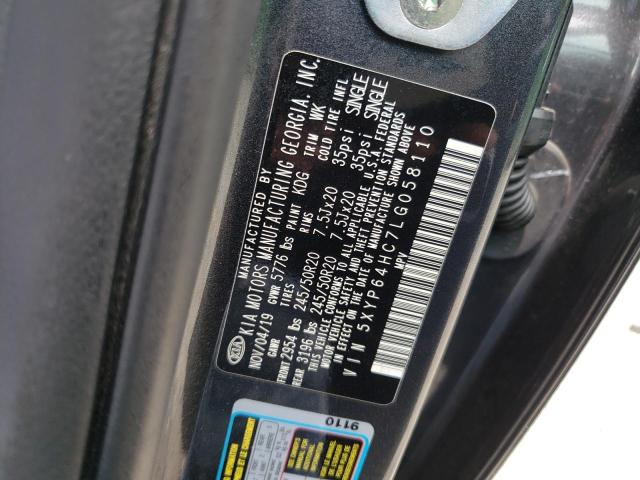 MANUFACTURED BY
KIA KIA MOTORS MANUFACTURING GEORGIA, INC.
NOV/04/19 GVWR 5776 lbs PAINT KDG TRIM WK
GAWR TIRES RIMS COLD TIRE INFL
FRONT 2954 lbs 245/50R20 7.5Jx20 35psi SINGLE
REAR 3196 lbs 245/50R20 7.5Jx20 35psi SINGLE
THIS VEHICLE CONFORMS TO ALL APPLICABLE U.S.A. FEDERAL
MOTOR VEHICLE SAFETY AND THEFT PREVENTION STANDARDS
IN EFFECT ON THE DATE OF MANUFACTURE SHOWN ABOVE
VIN 5XYP64HC7LG058110
MPV
9110